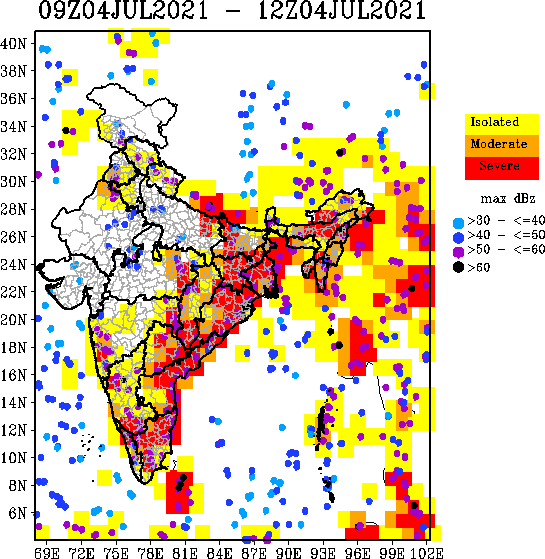 09Z04JUL2021 - 12Z04JUL2021
40N
38N
36N
34N
32N
30N
28N
26N
24N
22N
20N
18N
16N
14N
12N
10N
8N
6N
69E 72E 75E 78E 81E 84E 87E 90E 93E 96E 99E 102E
Isolated
Moderate
Severe
max dBz
>30 - <=40
>40 - <=50
>50 - <=60
>60